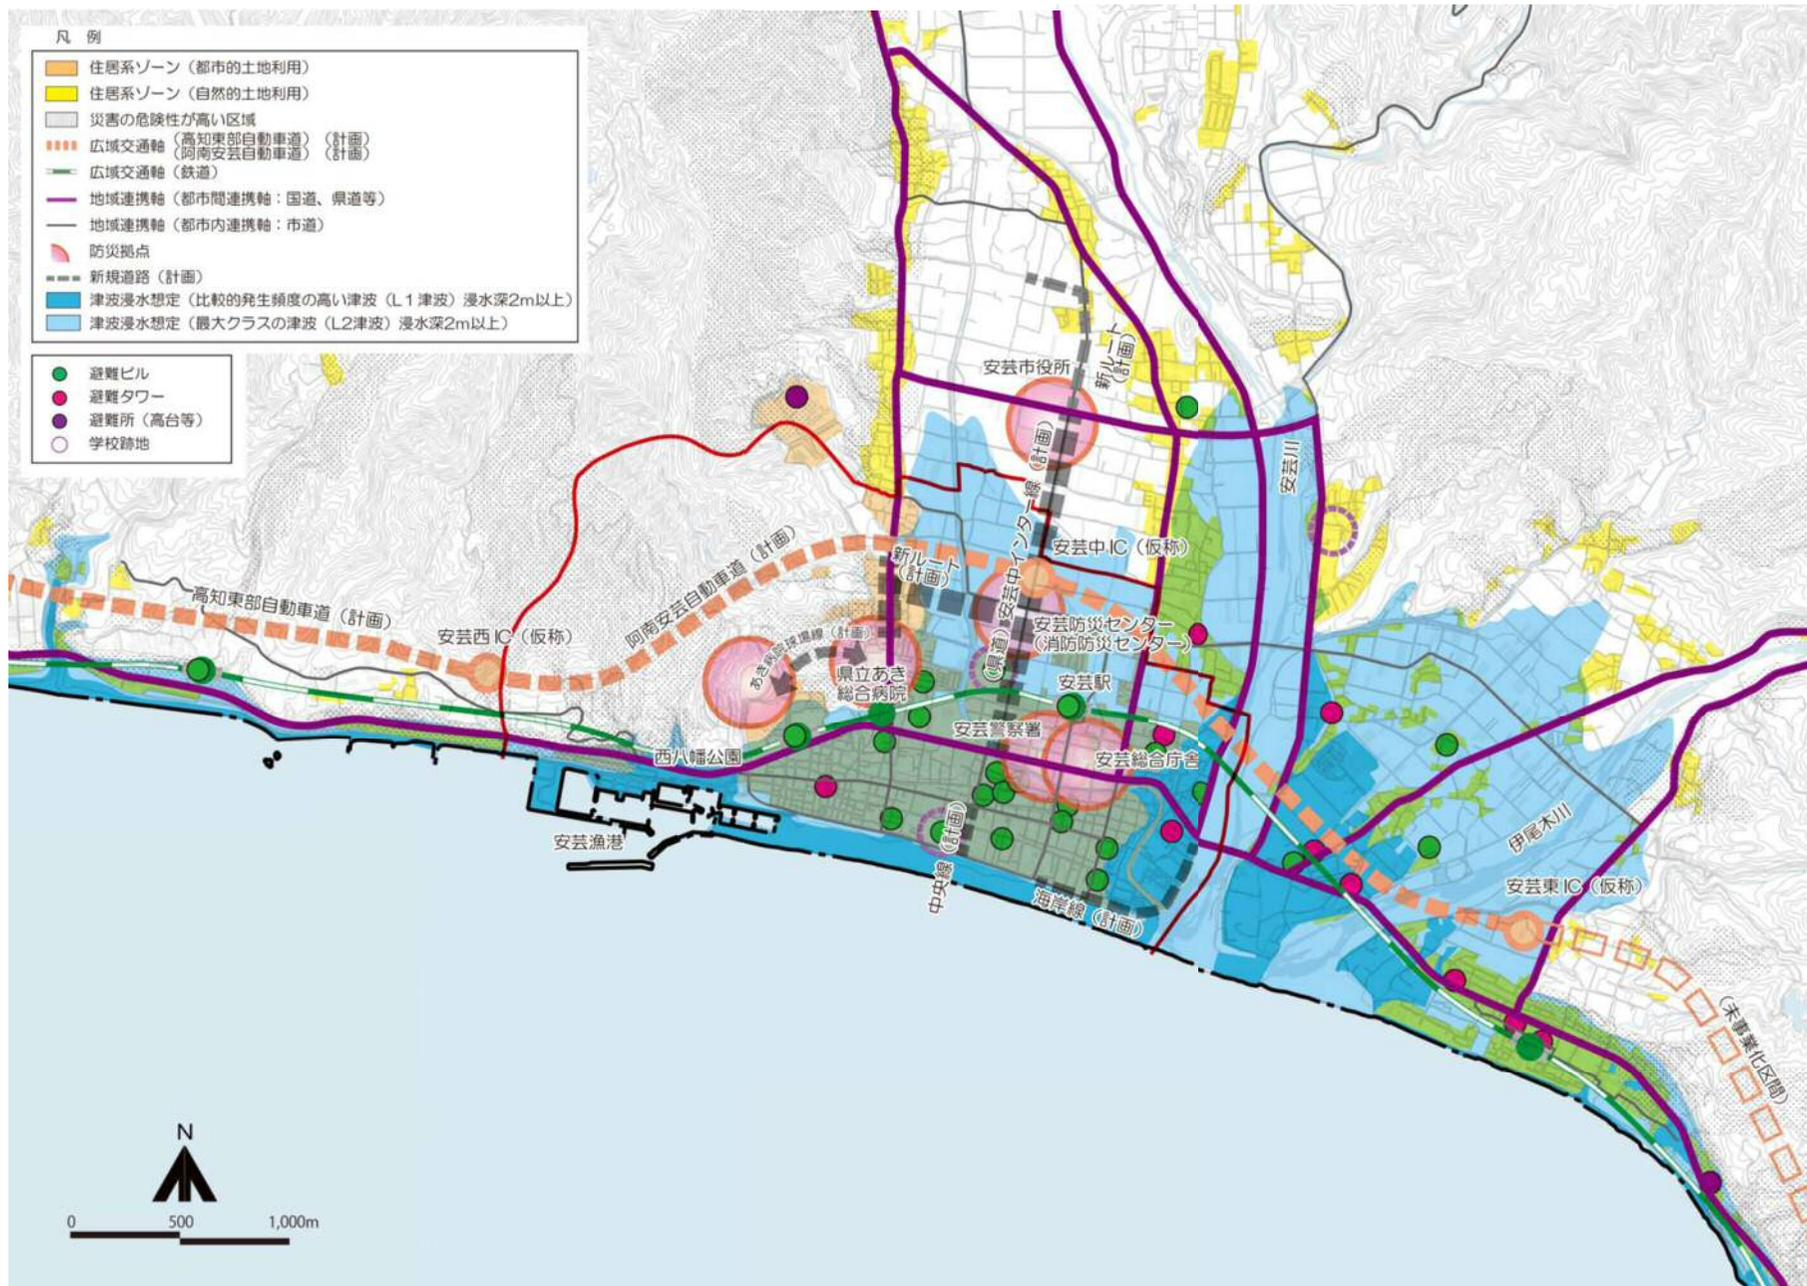 凡 例
住居系ゾーン（都市的土地利用）
住居系ゾーン（自然的土地利用）
災害の危険性が高い区域
広域交通軸（高知東部自動車道）（計画）
（阿南安芸自動車道）（計画）
広域交通軸（鉄道）
地域連携軸（都市間連携軸：国道、県道等）
地域連携軸（都市内連携軸：市道）
防災拠点
新規道路（計画）
津波浸水想定（比較的発生頻度の高い津波（L１津波）浸水深2m以上）
津波浸水想定（最大クラスの津波（L2津波）浸水深2m以上）
避難ビル
避難タワー
避難所（高台等）
学校跡地
安芸市役所
新ルート
（計画）
安芸川
（県道）安芸中インター線（計画）
安芸中IC（仮称）
新ルート
（計画）
阿南安芸自動車道（計画）
高知東部自動車道（計画）
安芸西IC（仮称）
あき病院球場線（計画）
安芸防災センター
（消防防災センター）
県立あき
総合病院
安芸駅
安芸警察署
安芸総合庁舎
西八幡公園
安芸漁港
中央線（計画）
海岸線（計画）
伊尾木川
安芸東IC（仮称）
（未事業化区間）
N
0 500 1,000m